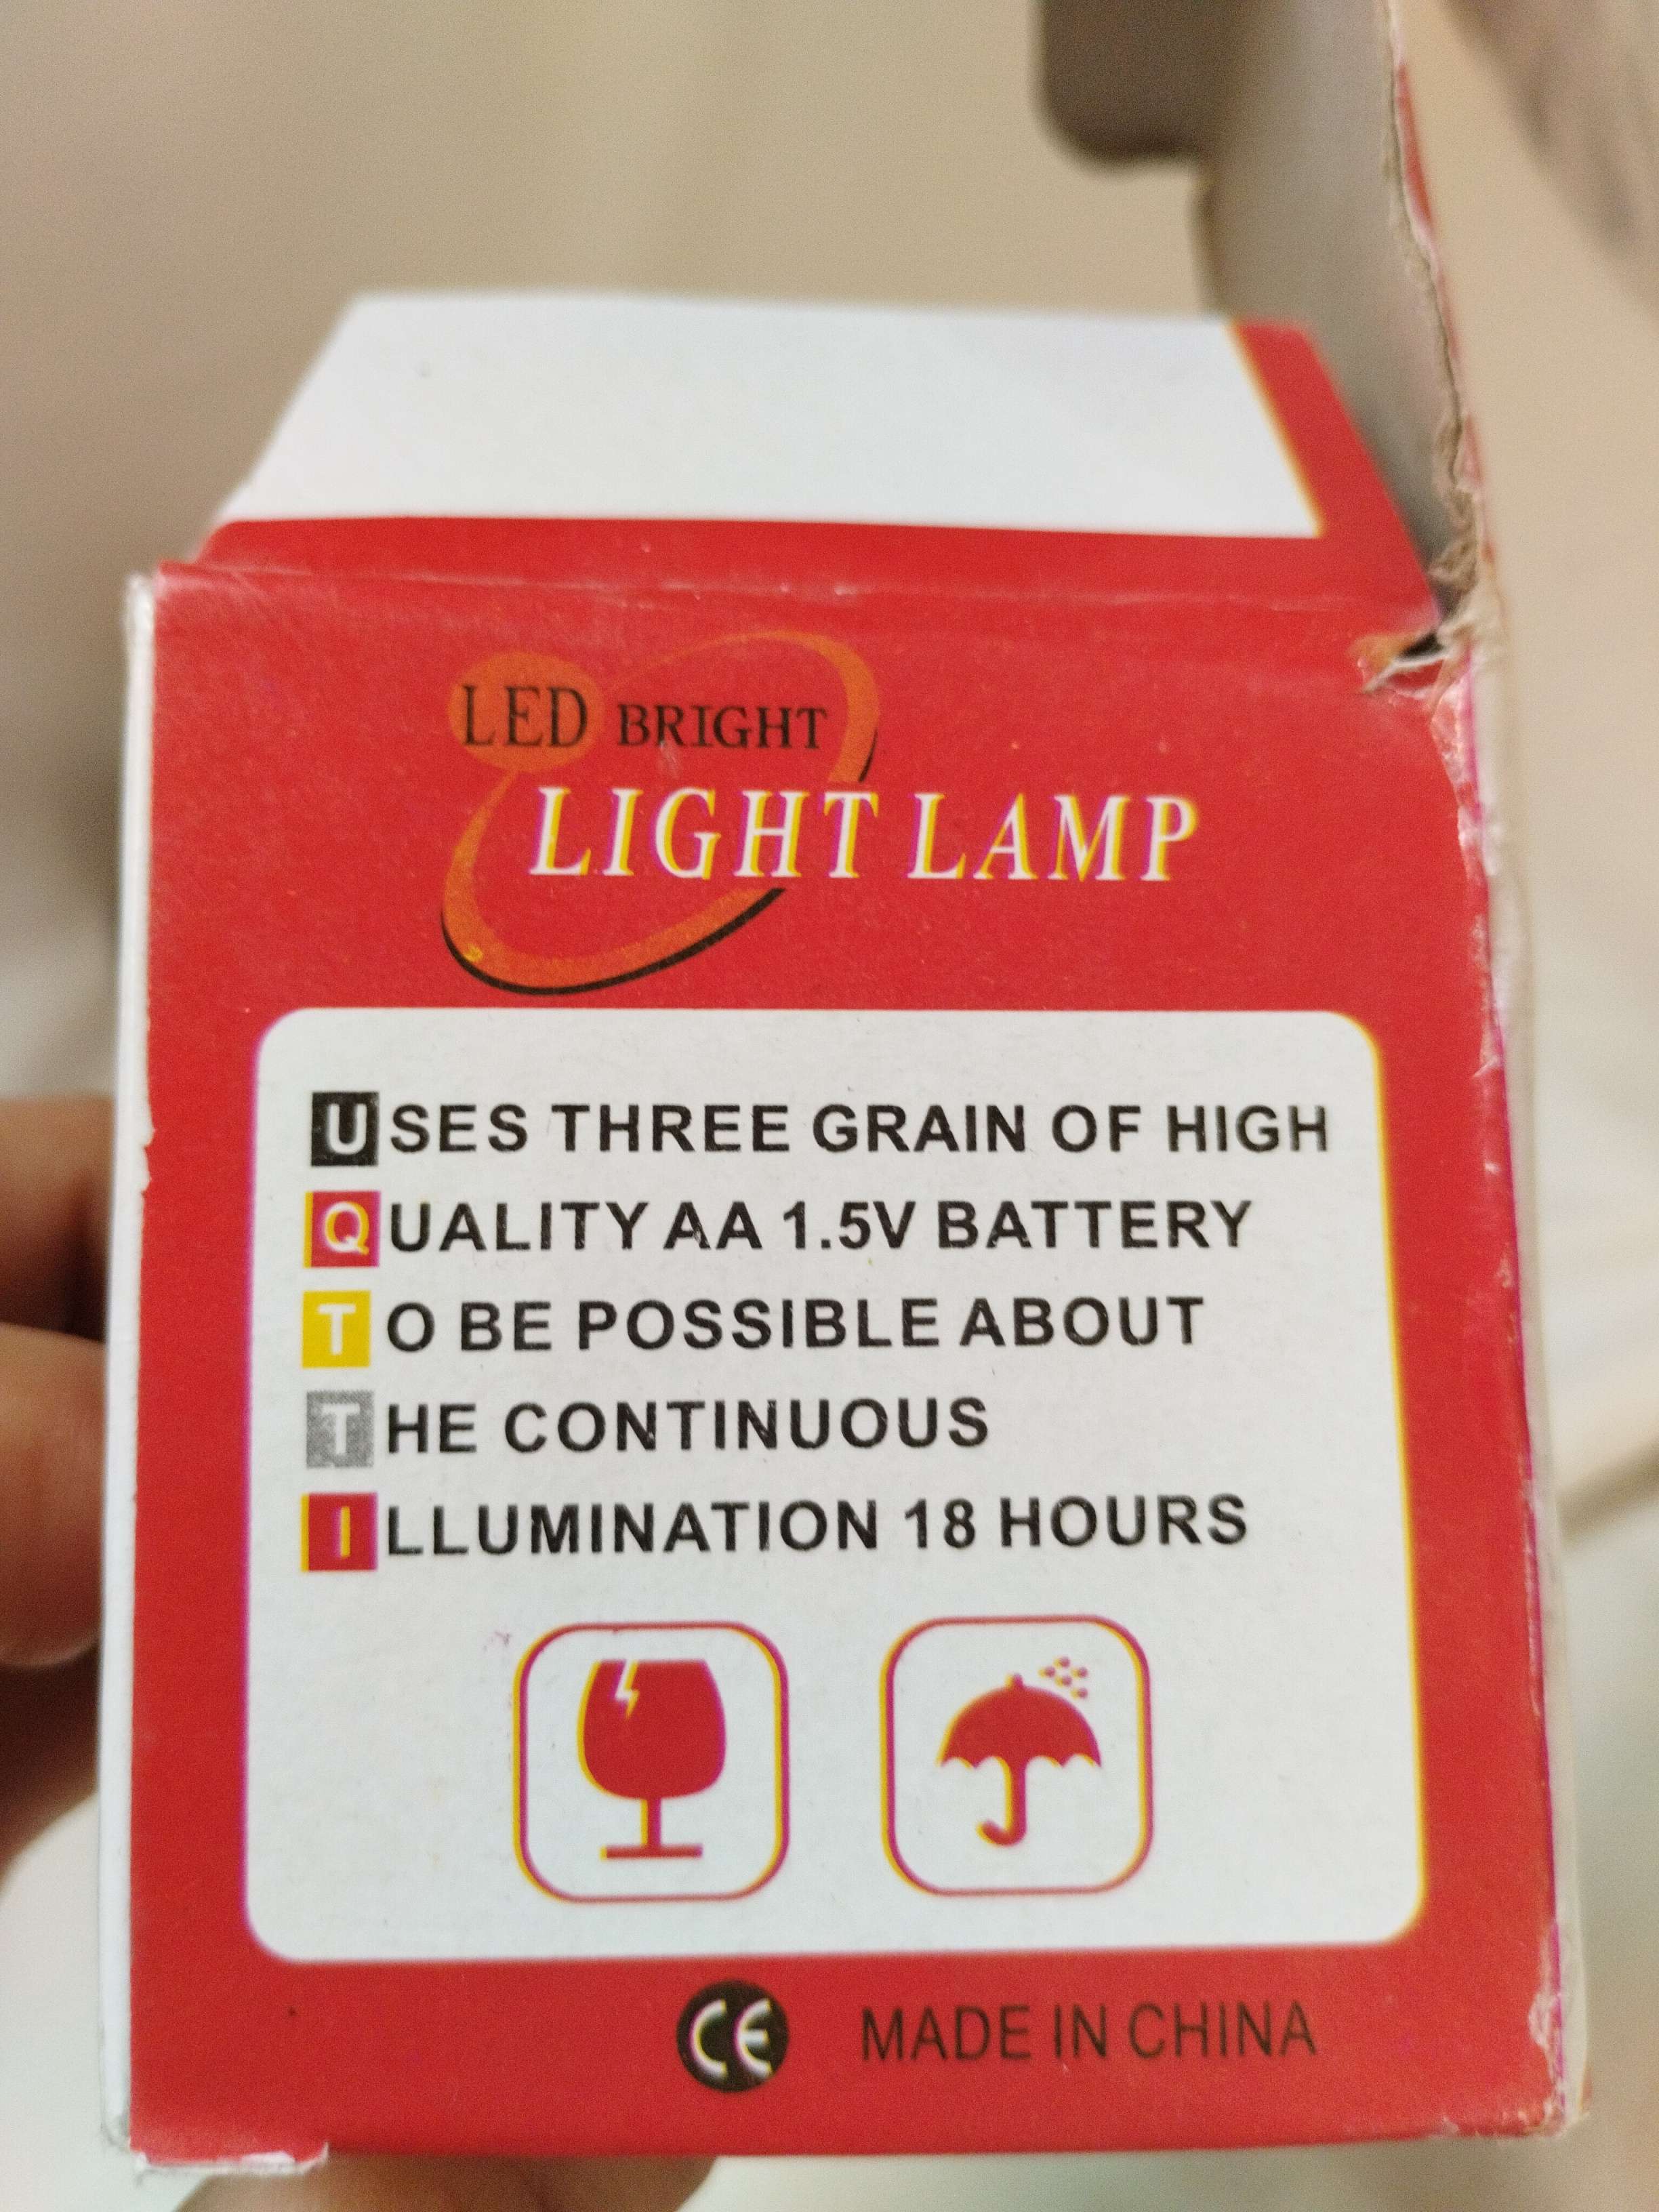 LED BRIGHT
LIGHT LAMP
USES THREE GRAIN OF HIGH
QUALITY AA 1.5V BATTERY
TO BE POSSIBLE ABOUT
THE CONTINUOUS
ILLUMINATION 18 HOURS
CE MADE IN CHINA